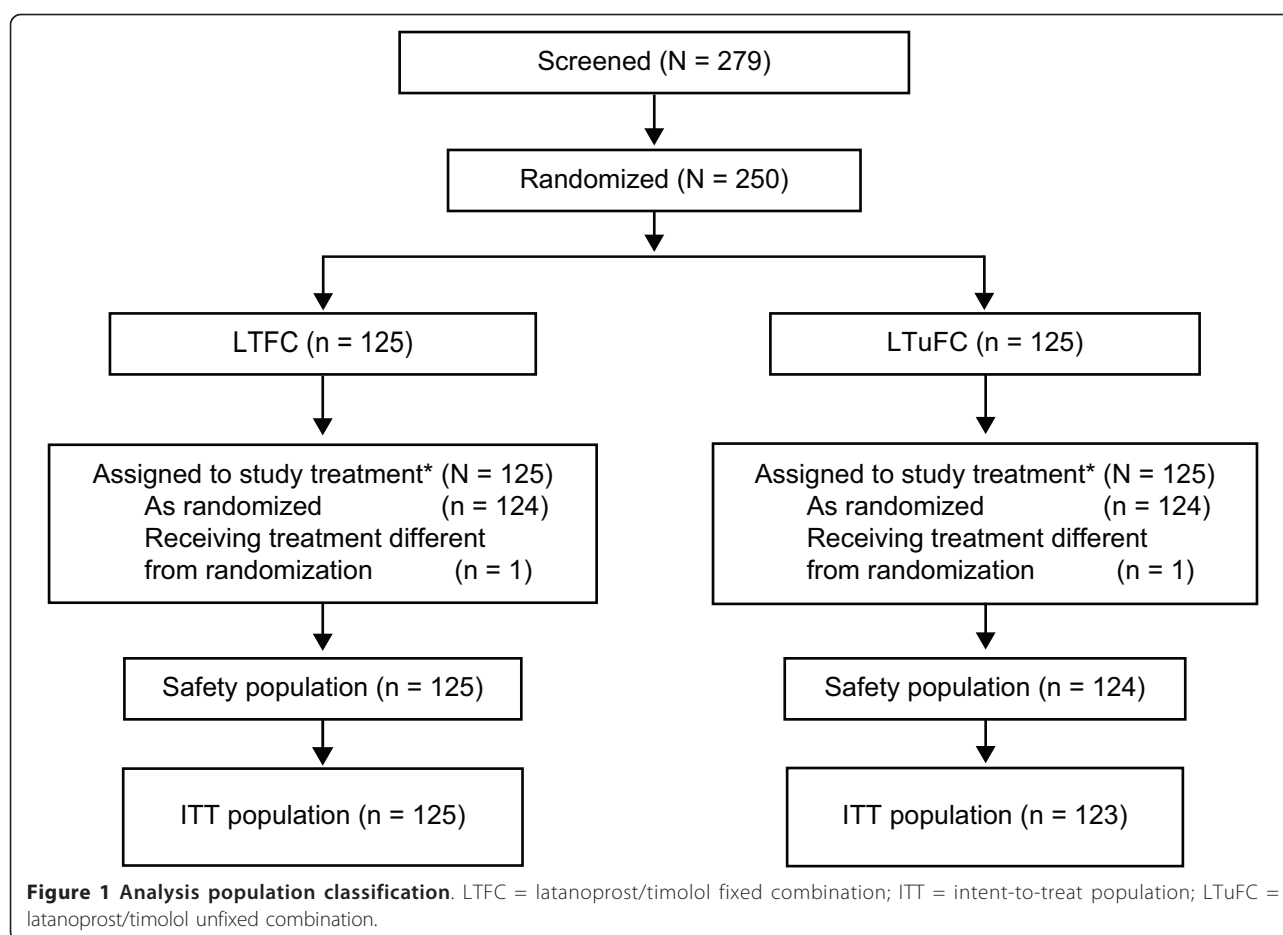 Screened (N = 279)
Randomized (N = 250)
LTFC (n = 125)
LTuFC (n = 125)
Assigned to study treatment* (N = 125)
As randomized (n = 124)
Receiving treatment different
from randomization (n = 1)
Assigned to study treatment* (N = 125)
As randomized (n = 124)
Receiving treatment different
from randomization (n = 1)
Safety population (n = 125)
Safety population (n = 124)
ITT population (n = 125)
ITT population (n = 123)
Figure 1 Analysis population classification. LTFC = latanoprost/timolol fixed combination; ITT = intent-to-treat population; LTuFC =
latanoprost/timolol unfixed combination.